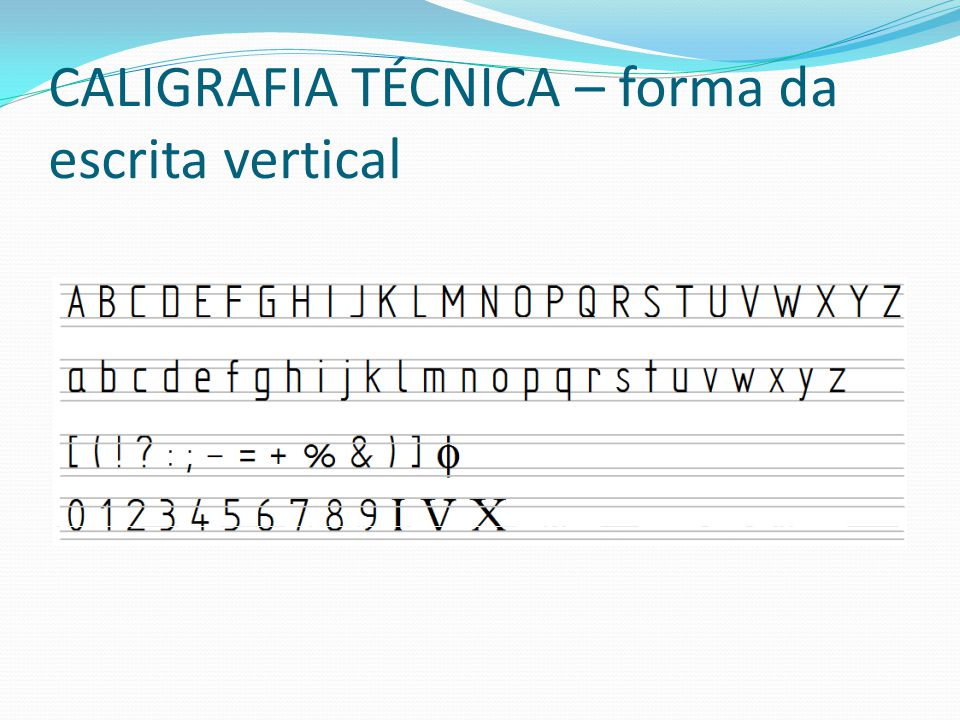 CALIGRAFIA TÉCNICA – forma da
escrita vertical
A B C D E F G H I J K L M N O P Q R S T U V W X Y Z
a b c d e f g h i j k l m n o p q r s t u v w x y z
[ ( ! ? : ; – = + % & ) ] ϕ
0 1 2 3 4 5 6 7 8 9 I V X